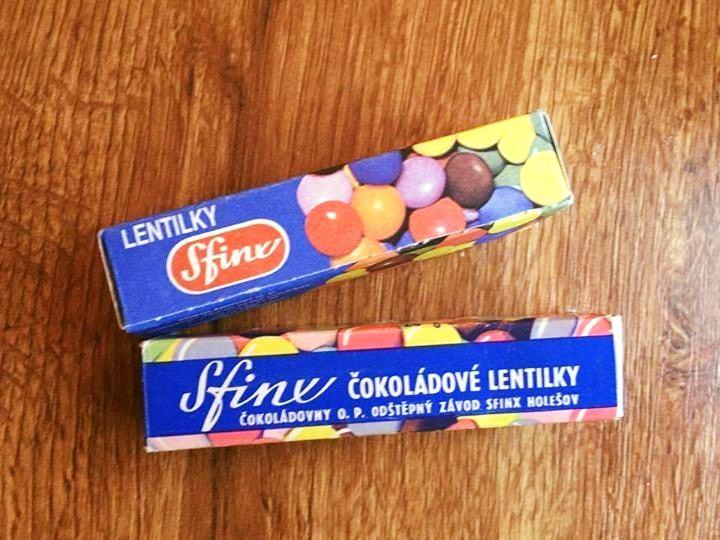 LENTILKY
Sfinx
Sfinx ČOKOLÁDOVÉ LENTILKY
ČOKOLÁDOVNY O. P. ODŠTĚPNÝ ZÁVOD SFINX HOLEŠOV